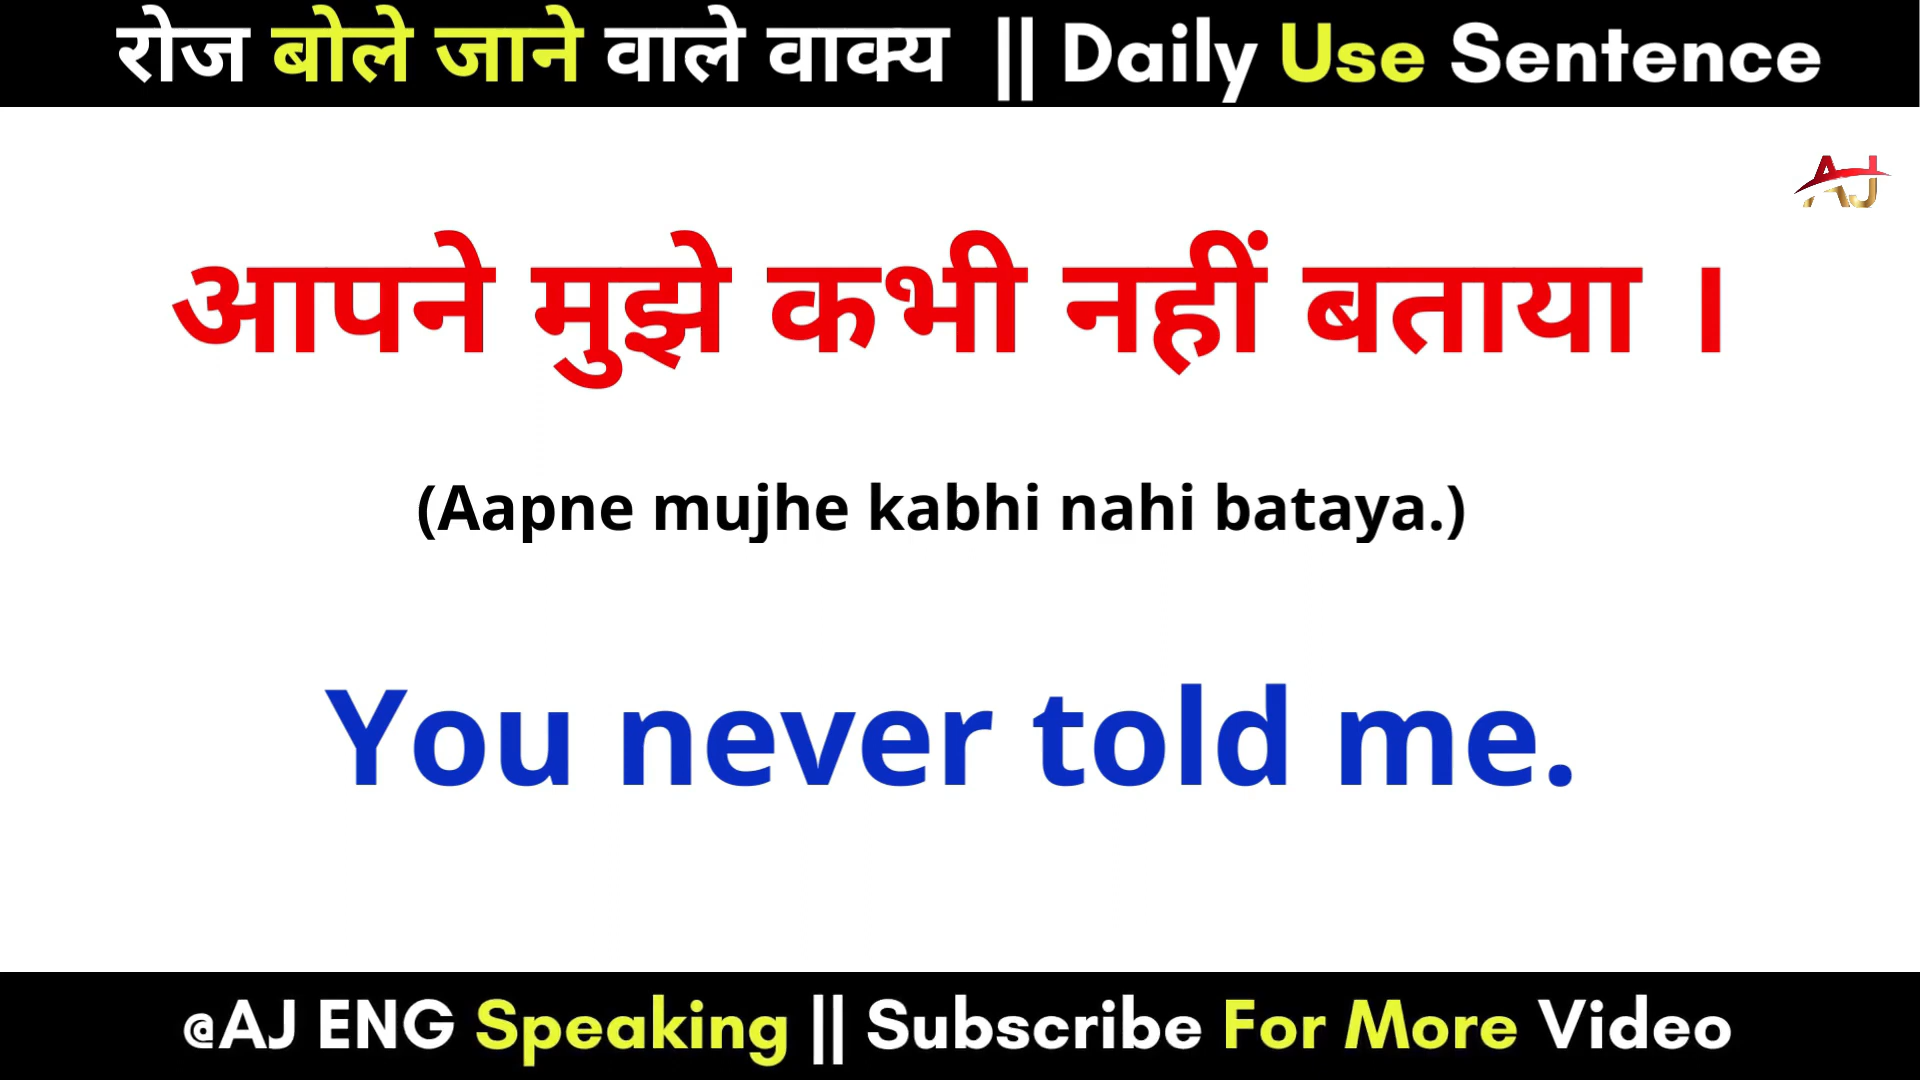 रोज बोले जाने वाले वाक्य || Daily Use Sentence
AJ
आपने मुझे कभी नहीं बताया ।
(Aapne mujhe kabhi nahi bataya.)
You never told me.
@AJ ENG Speaking || Subscribe For More Video